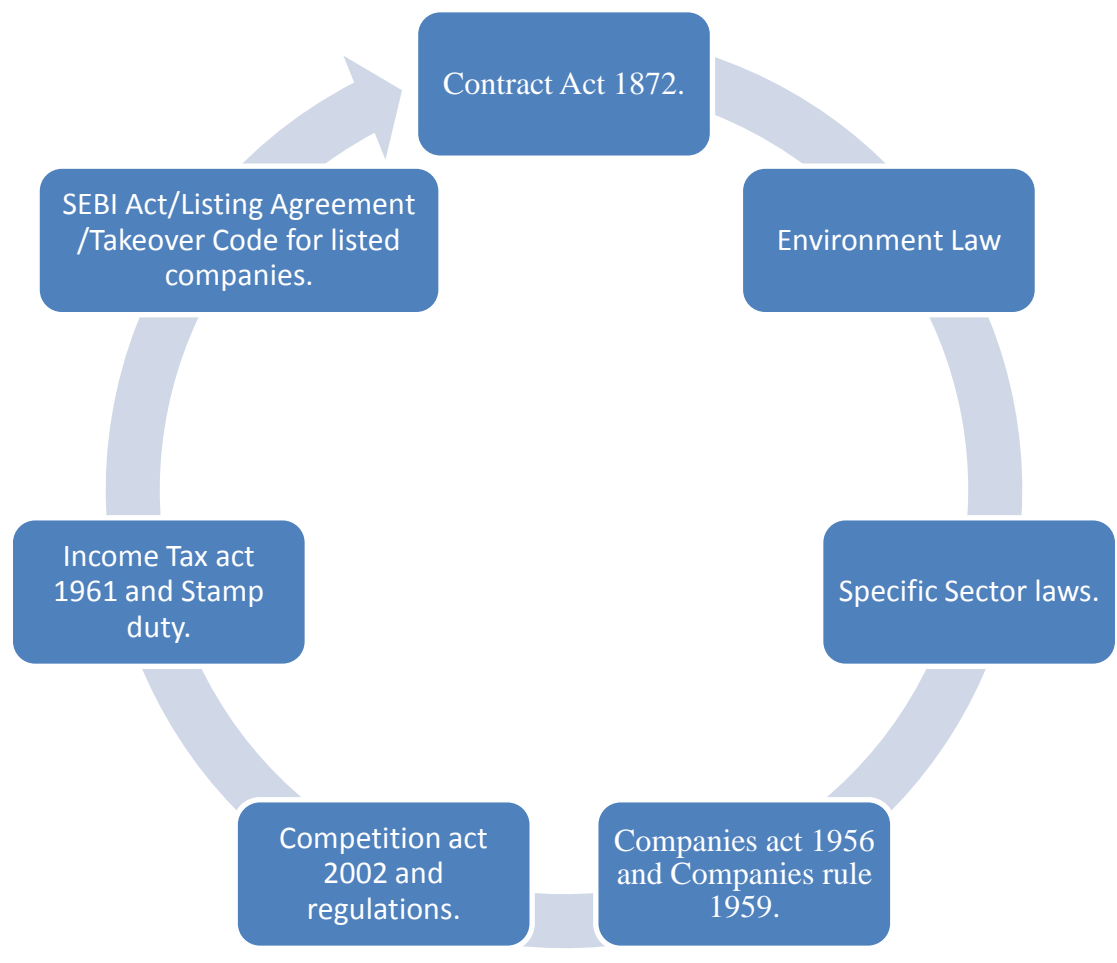 Contract Act 1872.
Environment Law
Specific Sector laws.
Companies act 1956
and Companies rule
1959.
Competition act
2002 and
regulations.
Income Tax act
1961 and Stamp
duty.
SEBI Act/Listing Agreement
/Takeover Code for listed
companies.